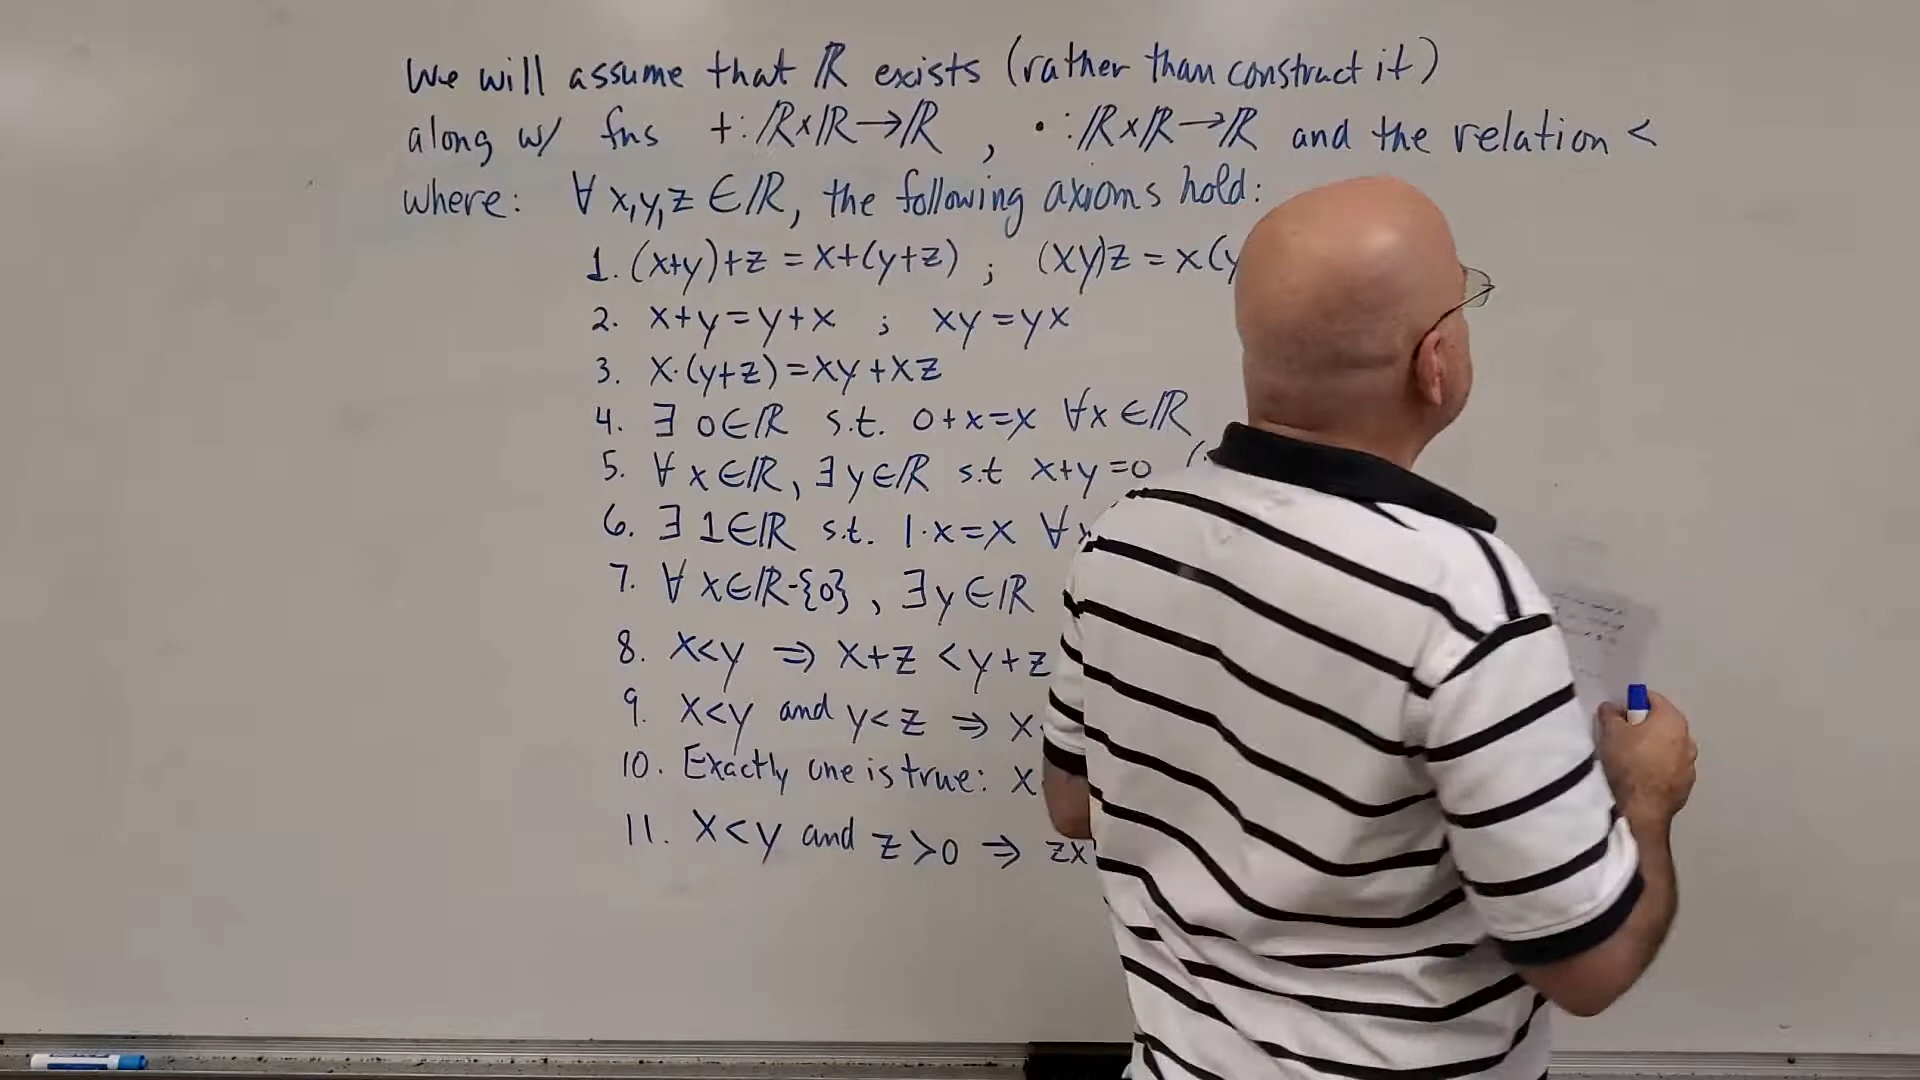 We will assume that ℝ exists (rather than construct it)
along w/ fns +: ℝ×ℝ→ℝ , • : ℝ×ℝ→ℝ and the relation <
where: ∀ x,y,z ∈ ℝ, the following axioms hold:
1. (x+y)+z = x+(y+z) ; (xy)z = x(y
2. x+y = y+x ; xy = yx
3. x·(y+z) = xy + xz
4. ∃ 0∈ℝ s.t. 0+x=x ∀x ∈ℝ
5. ∀ x∈ℝ, ∃ y∈ℝ s.t x+y=0 (
6. ∃ 1∈ℝ s.t. 1·x=x ∀x
7. ∀ x∈ℝ-{0} , ∃ y ∈ ℝ
8. x<y ⇒ x+z < y+z
9. x<y and y<z ⇒ x<
10. Exactly one is true: x
11. x<y and z>0 ⇒ zx